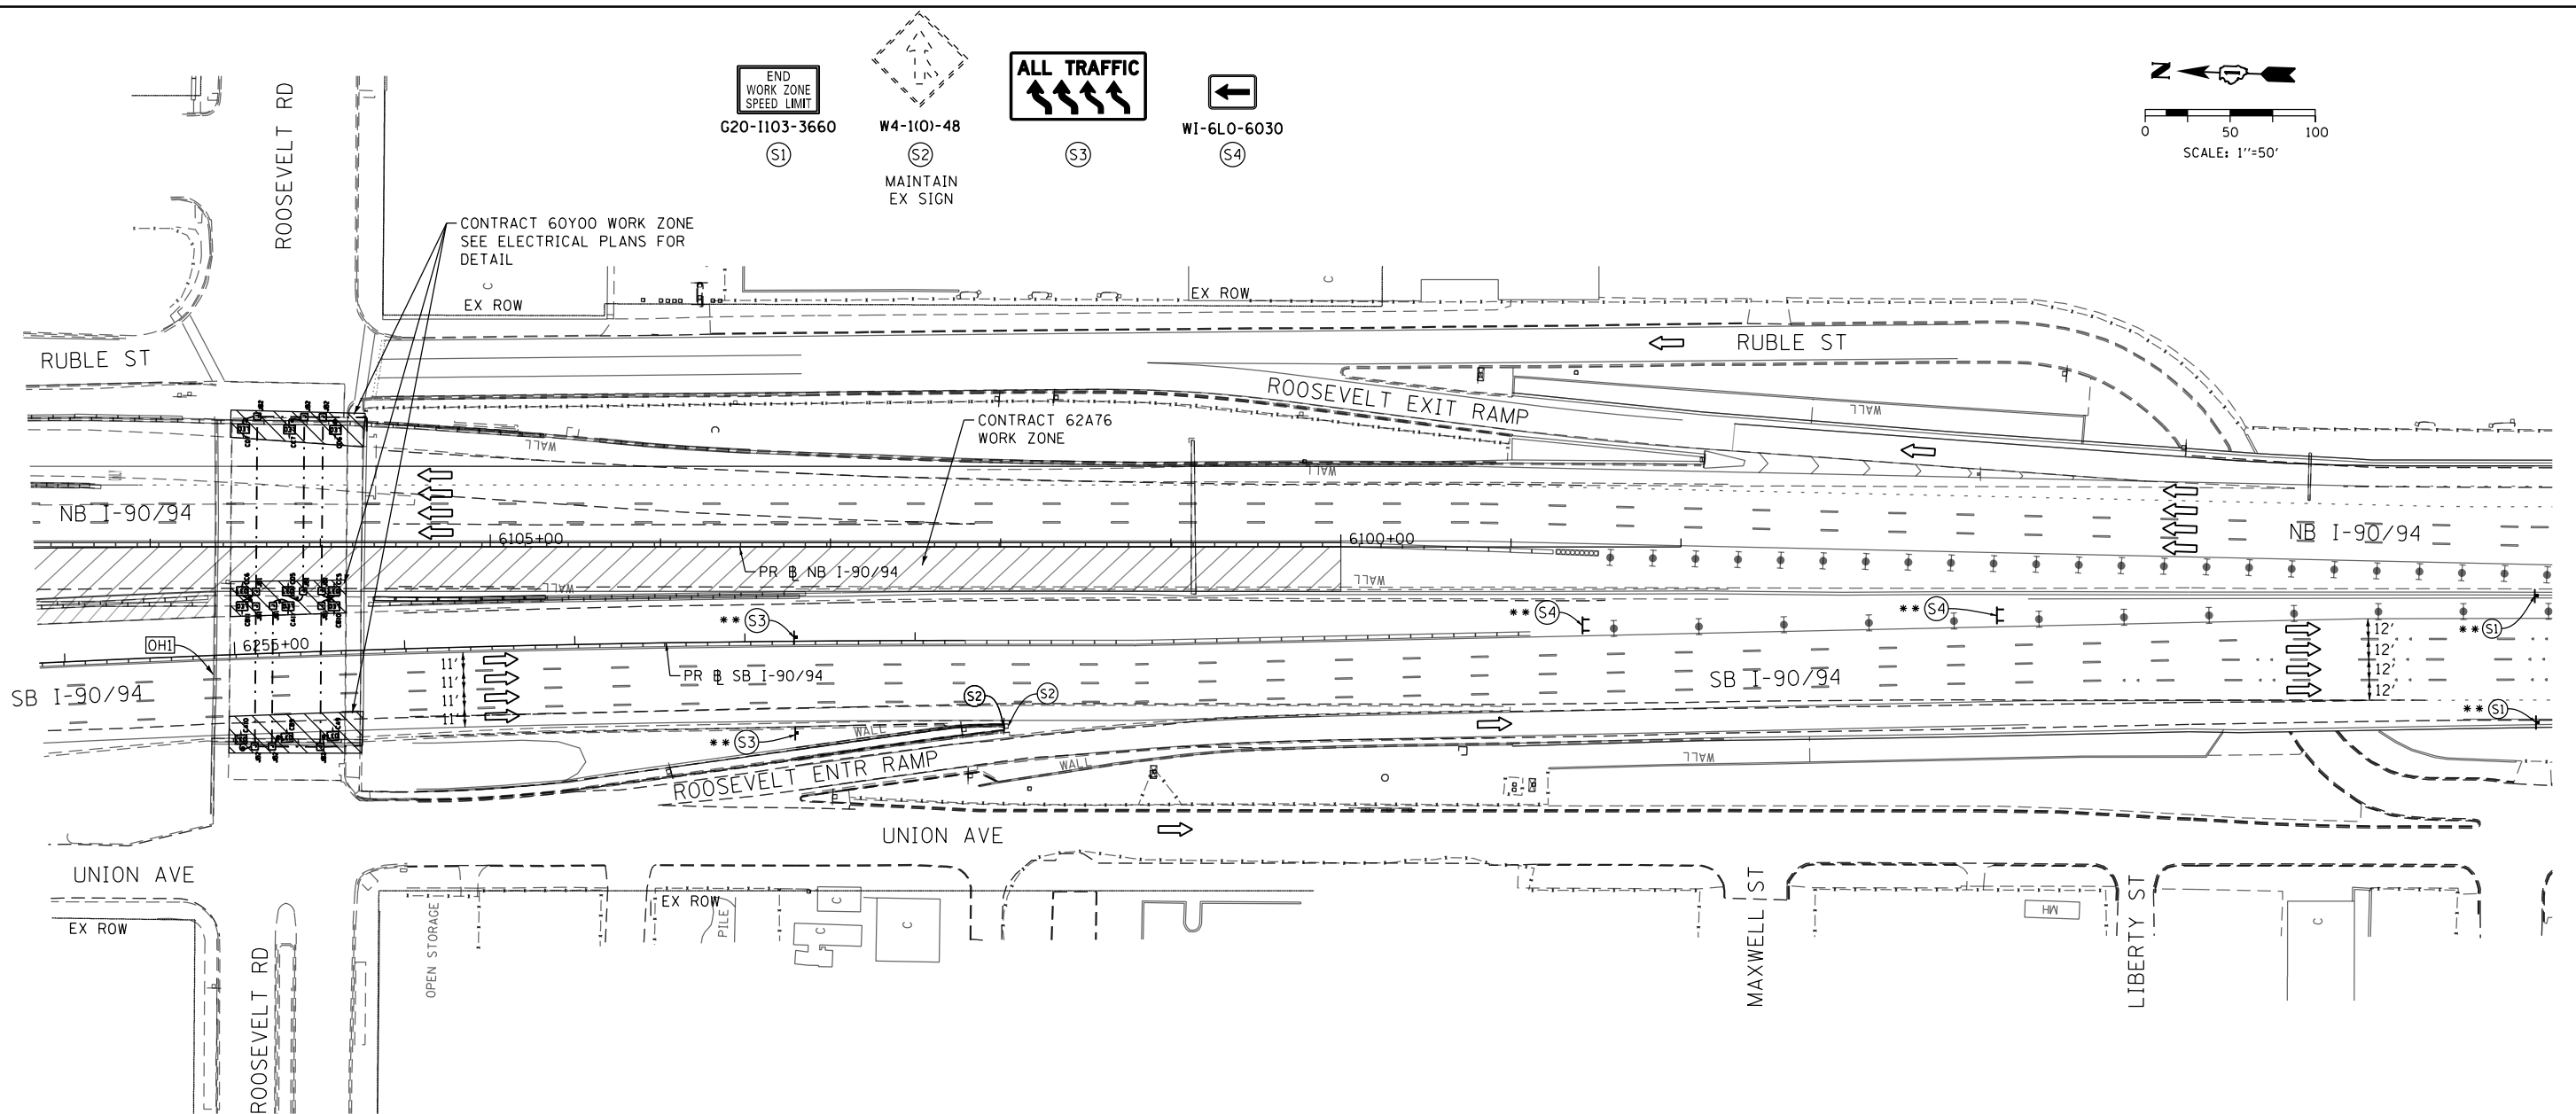 END
WORK ZONE
SPEED LIMIT
G20-I103-3660
S1
W4-1(O)-48
S2
MAINTAIN
EX SIGN
ALL TRAFFIC
S3
WI-6LO-6030
S4
N
0 50 100
SCALE: 1''=50'
ROOSEVELT RD
CONTRACT 60Y00 WORK ZONE
SEE ELECTRICAL PLANS FOR
DETAIL
C
EX ROW
EX ROW
C
RUBLE ST
RUBLE ST
ROOSEVELT EXIT RAMP
WALL
CONTRACT 62A76
WORK ZONE
WALL
WALL
NB I-90/94
NB I-90/94
6105+00
6100+00
PR BL NB I-90/94
WALL
WALL
** S3
** S4
** S4
** S1
OH1
6255+00
11'
11'
11'
11'
PR BL SB I-90/94
SB I-90/94
SB I-90/94
12'
12'
12'
12'
S2
S2
** S3
WALL
** S1
ROOSEVELT ENTR RAMP
WALL
WALL
UNION AVE
UNION AVE
EX ROW
EX ROW
OPEN STORAGE
PILE
C
C
C
MAXWELL ST
MH
LIBERTY ST
C
ROOSEVELT RD